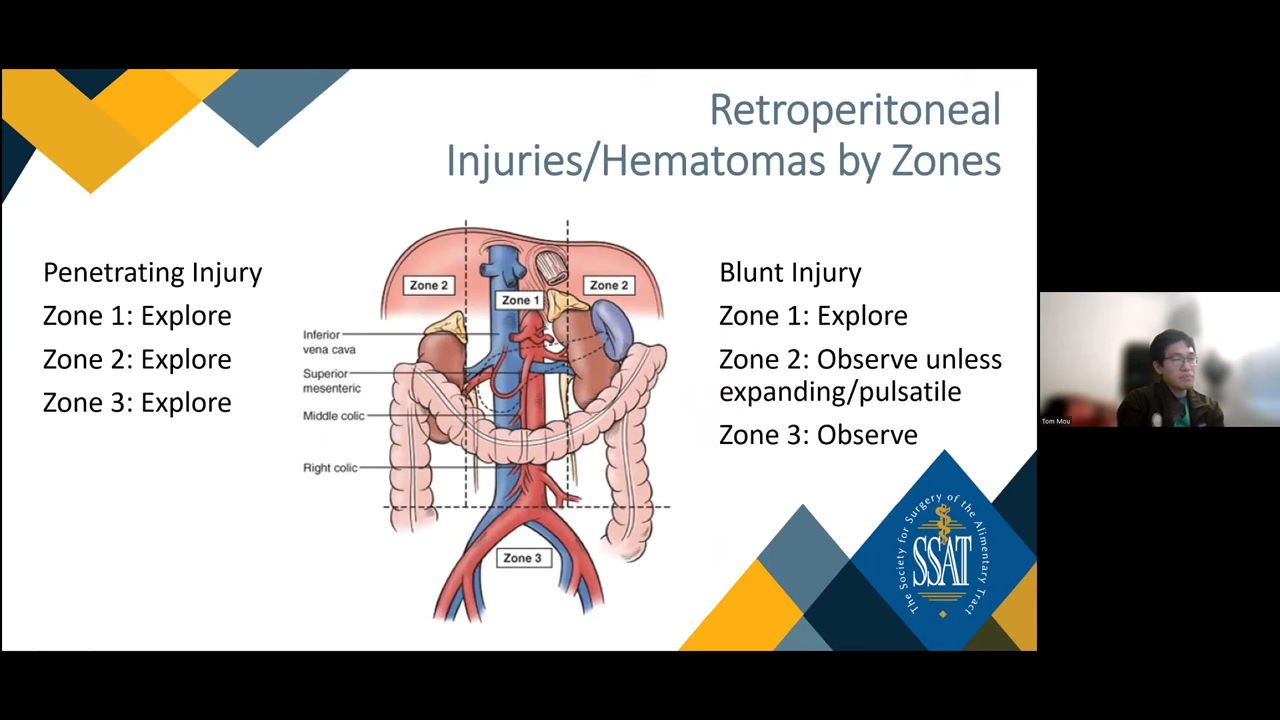 Retroperitoneal
Injuries/Hematomas by Zones
Penetrating Injury
Zone 1: Explore
Zone 2: Explore
Zone 3: Explore
Zone 2
Zone 1
Zone 2
Inferior
vena cava
Superior
mesenteric
Middle colic
Right colic
Zone 3
Blunt Injury
Zone 1: Explore
Zone 2: Observe unless
expanding/pulsatile
Zone 3: Observe
The Society for Surgery of the Alimentary Tract
SSAT
Tom Mou